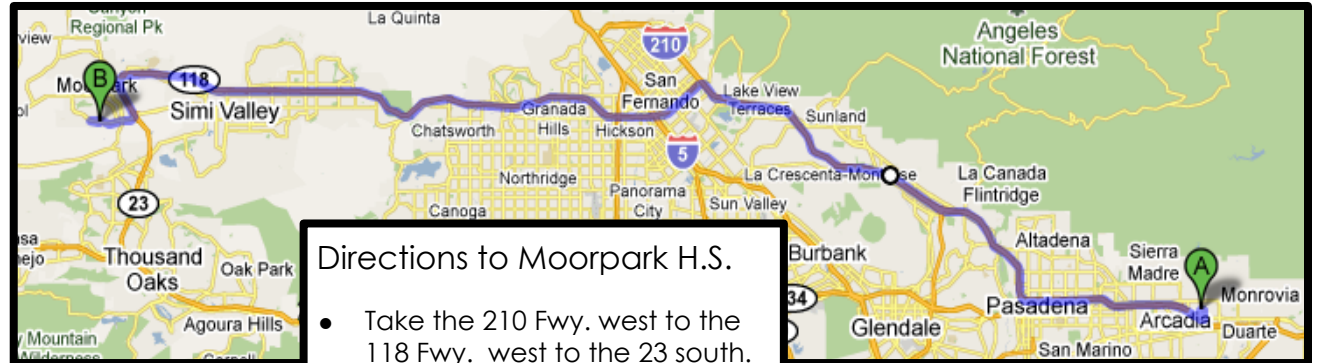 La Quinta
Regional Pk
view
210
Angeles
National Forest
B
118
San
Fernando
Lake View
Terraces
Simi Valley
Granada
Hills
Hickson
Sunland
Chatsworth
5
Northridge
La Crescenta-Montrose
La Canada
Flintridge
23
Panorama
City
Sun Valley
Canoga
Thousand
Oaks
Oak Park
Directions to Moorpark H.S.
Burbank
Altadena
Sierra
Madre
A
Monrovia
Agoura Hills
• Take the 210 Fwy. west to the
118 Fwy.  west to the 23 south.
34
Glendale
Pasadena
Arcadia
Duarte
San Marino
Mountain